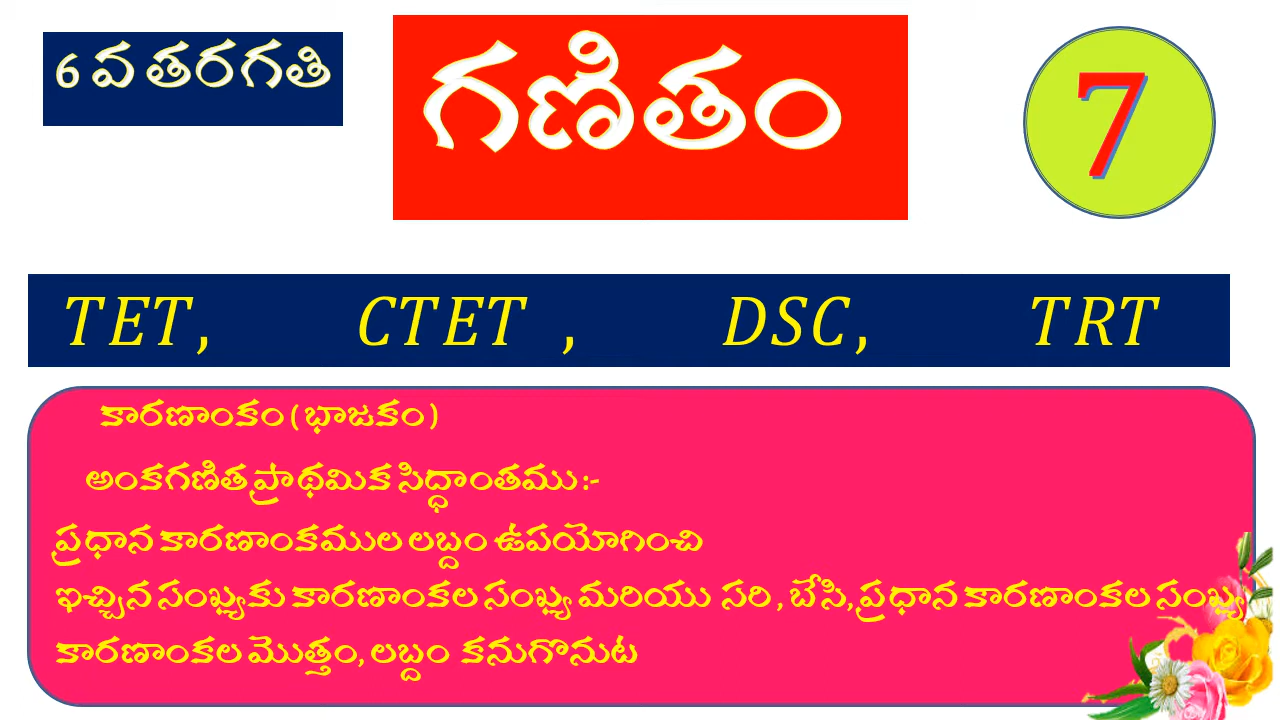 6 వ తరగతి
గణితం
7
TET, CTET , DSC, TRT
కారణాంకం ( భాజకం )
అంకగణిత ప్రాథమిక సిద్ధాంతము :-
ప్రధాన కారణాంకముల లబ్దం ఉపయోగించి
ఇచ్చిన సంఖ్యకు కారణాంకల సంఖ్య మరియు సరి , బేసి, ప్రధాన కారణాంకల సంఖ్య
కారణాంకల మొత్తం, లబ్దం కనుగొనుట